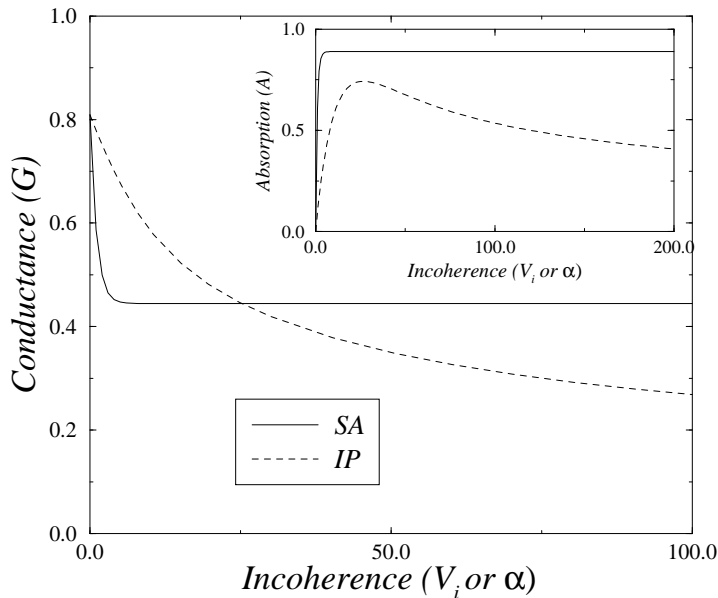 1.0
0.8
0.6
0.4
0.2
0.0
Conductance (G)
0.0 50.0 100.0
Incoherence (V_i or α)
SA
IP
1.0
0.5
0.0
Absorption (A)
0.0 100.0 200.0
Incoherence (V_i or α)